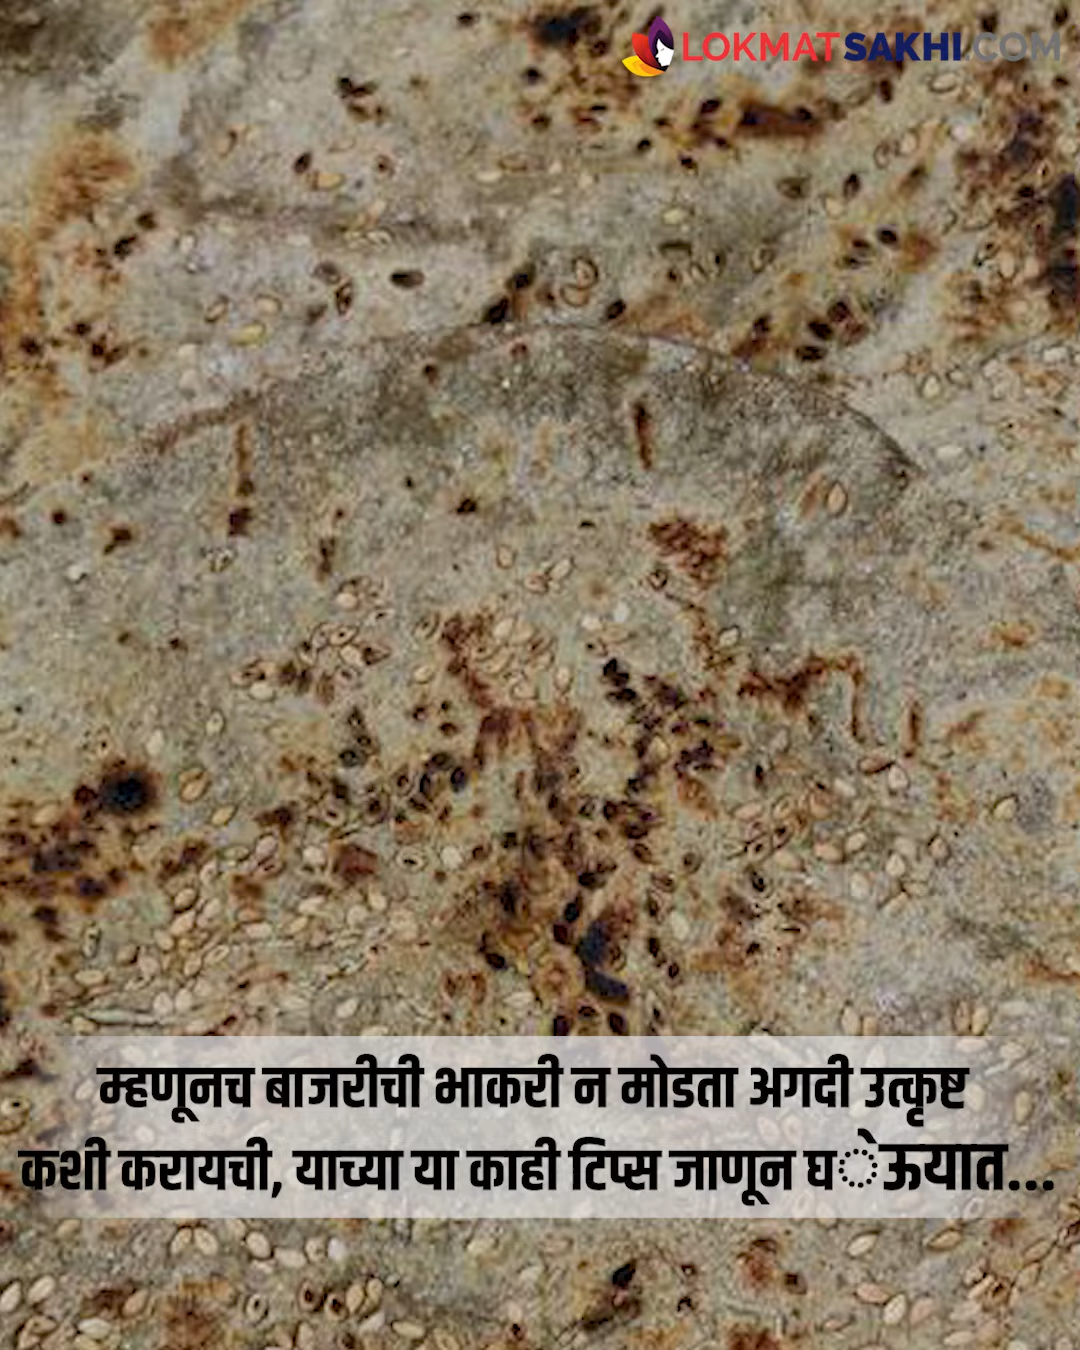 LOKMATSAKHI.COM
म्हणूनच बाजरीची भाकरी न मोडता अगदी उत्कृष्ट
कशी करायची, याच्या या काही टिप्स जाणून घेऊयात...